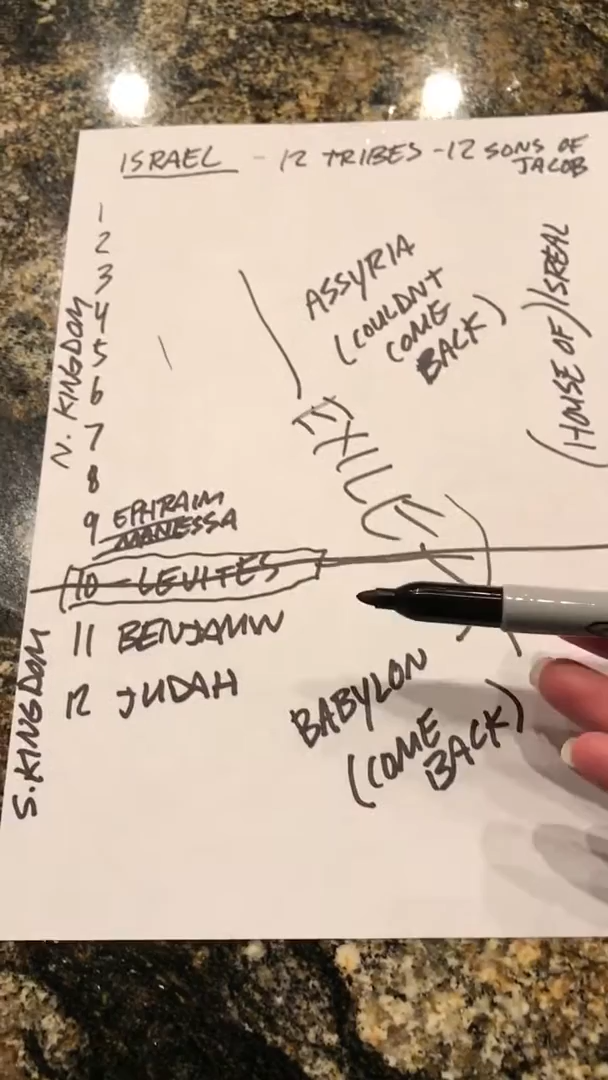 ISRAEL - 12 TRIBES - 12 SONS OF JACOB
1
2
3
4
5
6
7
8
9 EPHRAIM
MANESSA
10 LEVITES
11 BENJAMIN
12 JUDAH
N. KINGDOM
S. KINGDOM
ASSYRIA
(COULDNT
COME
BACK)
EXILE
(HOUSE OF) ISREAL
BABYLON
(COME
BACK)